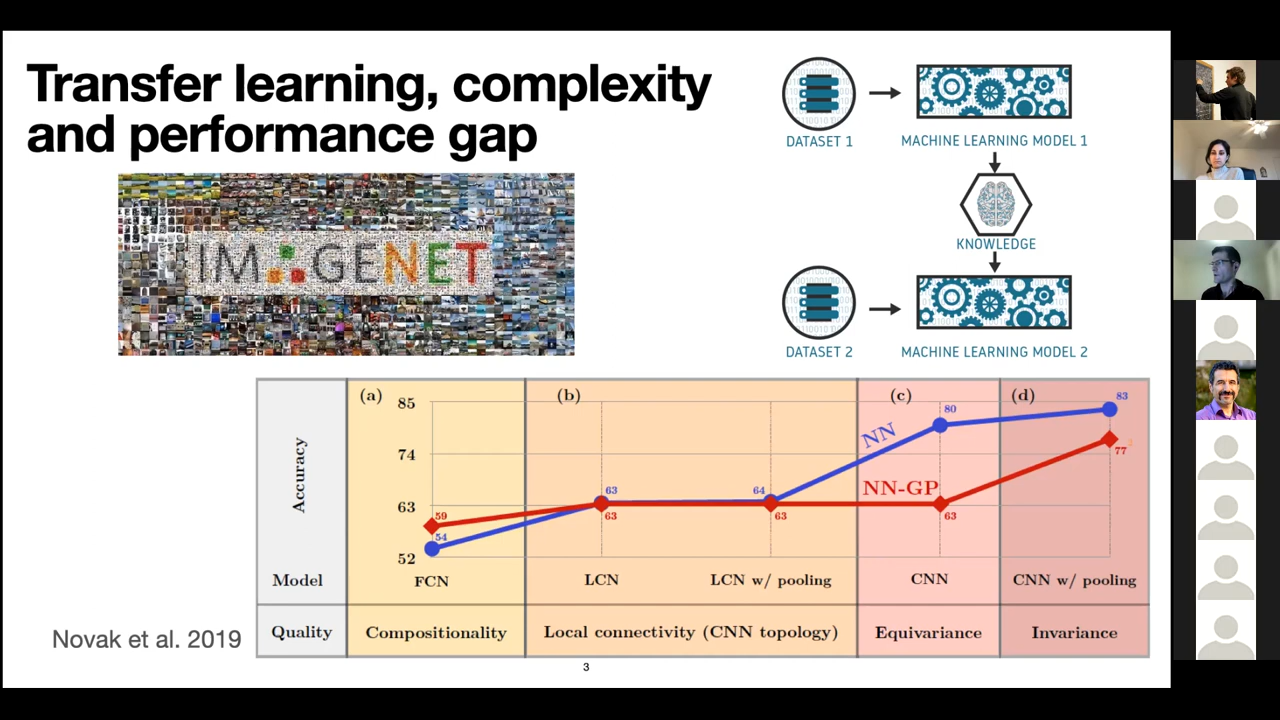 Transfer learning, complexity
and performance gap
IMAGENET
DATASET 1
MACHINE LEARNING MODEL 1
KNOWLEDGE
DATASET 2
MACHINE LEARNING MODEL 2
(a)
(b)
(c)
(d)
Accuracy
85
74
63
52
59
54
63
63
64
63
80
63
83
77
NN
NN-GP
Model
FCN
LCN
LCN w/ pooling
CNN
CNN w/ pooling
Quality
Compositionality
Local connectivity (CNN topology)
Equivariance
Invariance
Novak et al. 2019
3